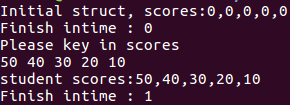 Initial struct, scores:0,0,0,0,0
Finish intime : 0
Please key in scores
50 40 30 20 10
student scores:50,40,30,20,10
Finish intime : 1